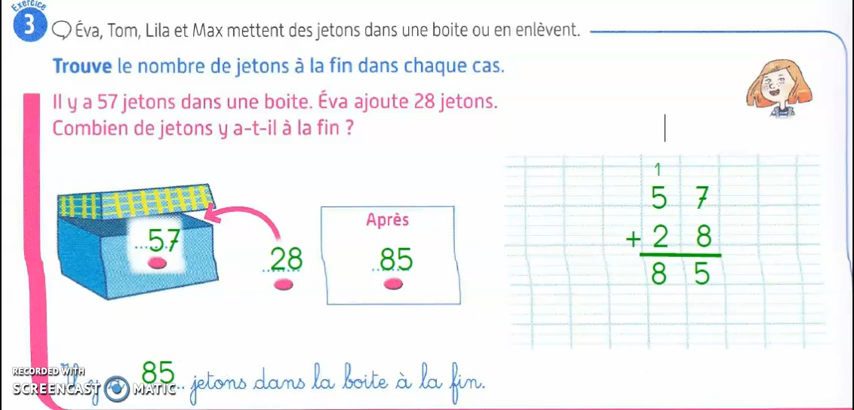 Exercice
3 Éva, Tom, Lila et Max mettent des jetons dans une boite ou en enlèvent.
Trouve le nombre de jetons à la fin dans chaque cas.
Il y a 57 jetons dans une boite. Éva ajoute 28 jetons.
Combien de jetons y a-t-il à la fin ?
57
28
Après
85
1
5 7
+ 2 8
8 5
85 jetons dans la boite à la fin.
RECORDED WITH
SCREENCAST MATIC